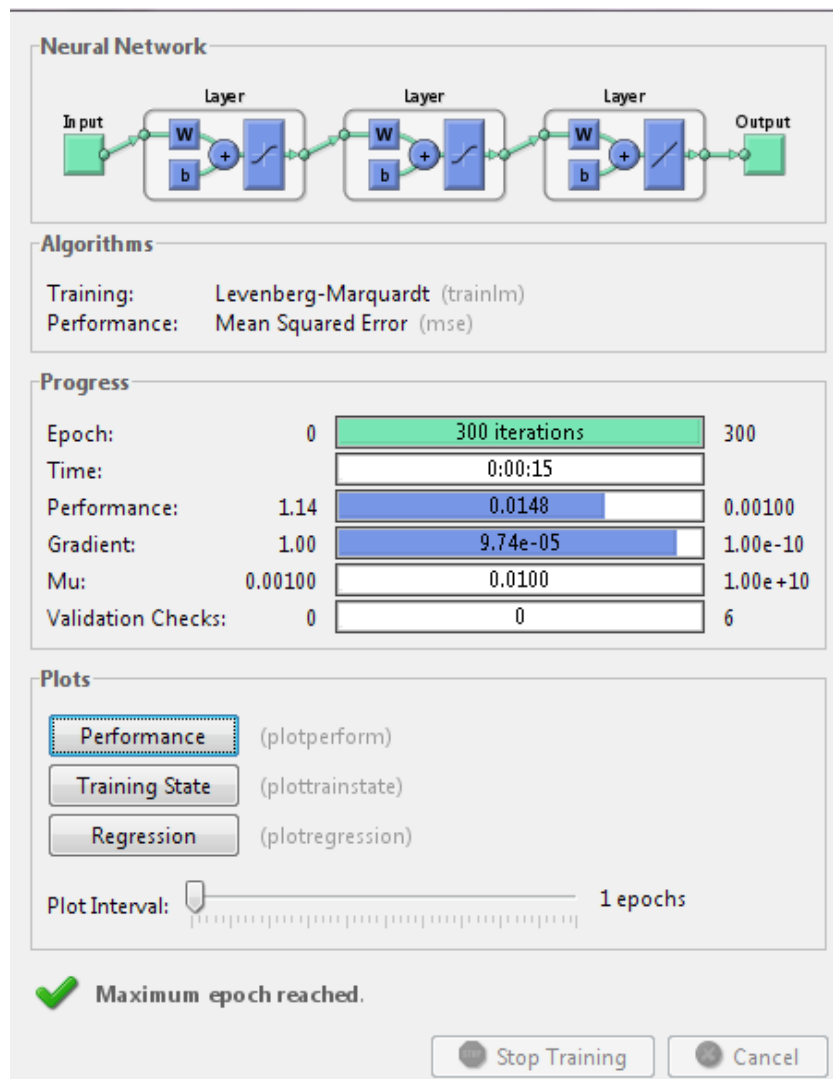 Neural Network
Layer Layer Layer
Input Output
W W W
+ + +
b b b
Algorithms
Training: Levenberg-Marquardt (trainlm)
Performance: Mean Squared Error (mse)
Progress
Epoch: 0 300 iterations 300
Time: 0:00:15
Performance: 1.14 0.0148 0.00100
Gradient: 1.00 9.74e-05 1.00e-10
Mu: 0.00100 0.0100 1.00e+10
Validation Checks: 0 0 6
Plots
Performance (plotperform)
Training State (plottrainstate)
Regression (plotregression)
Plot Interval: 1 epochs
Maximum epoch reached.
STOP Stop Training Cancel